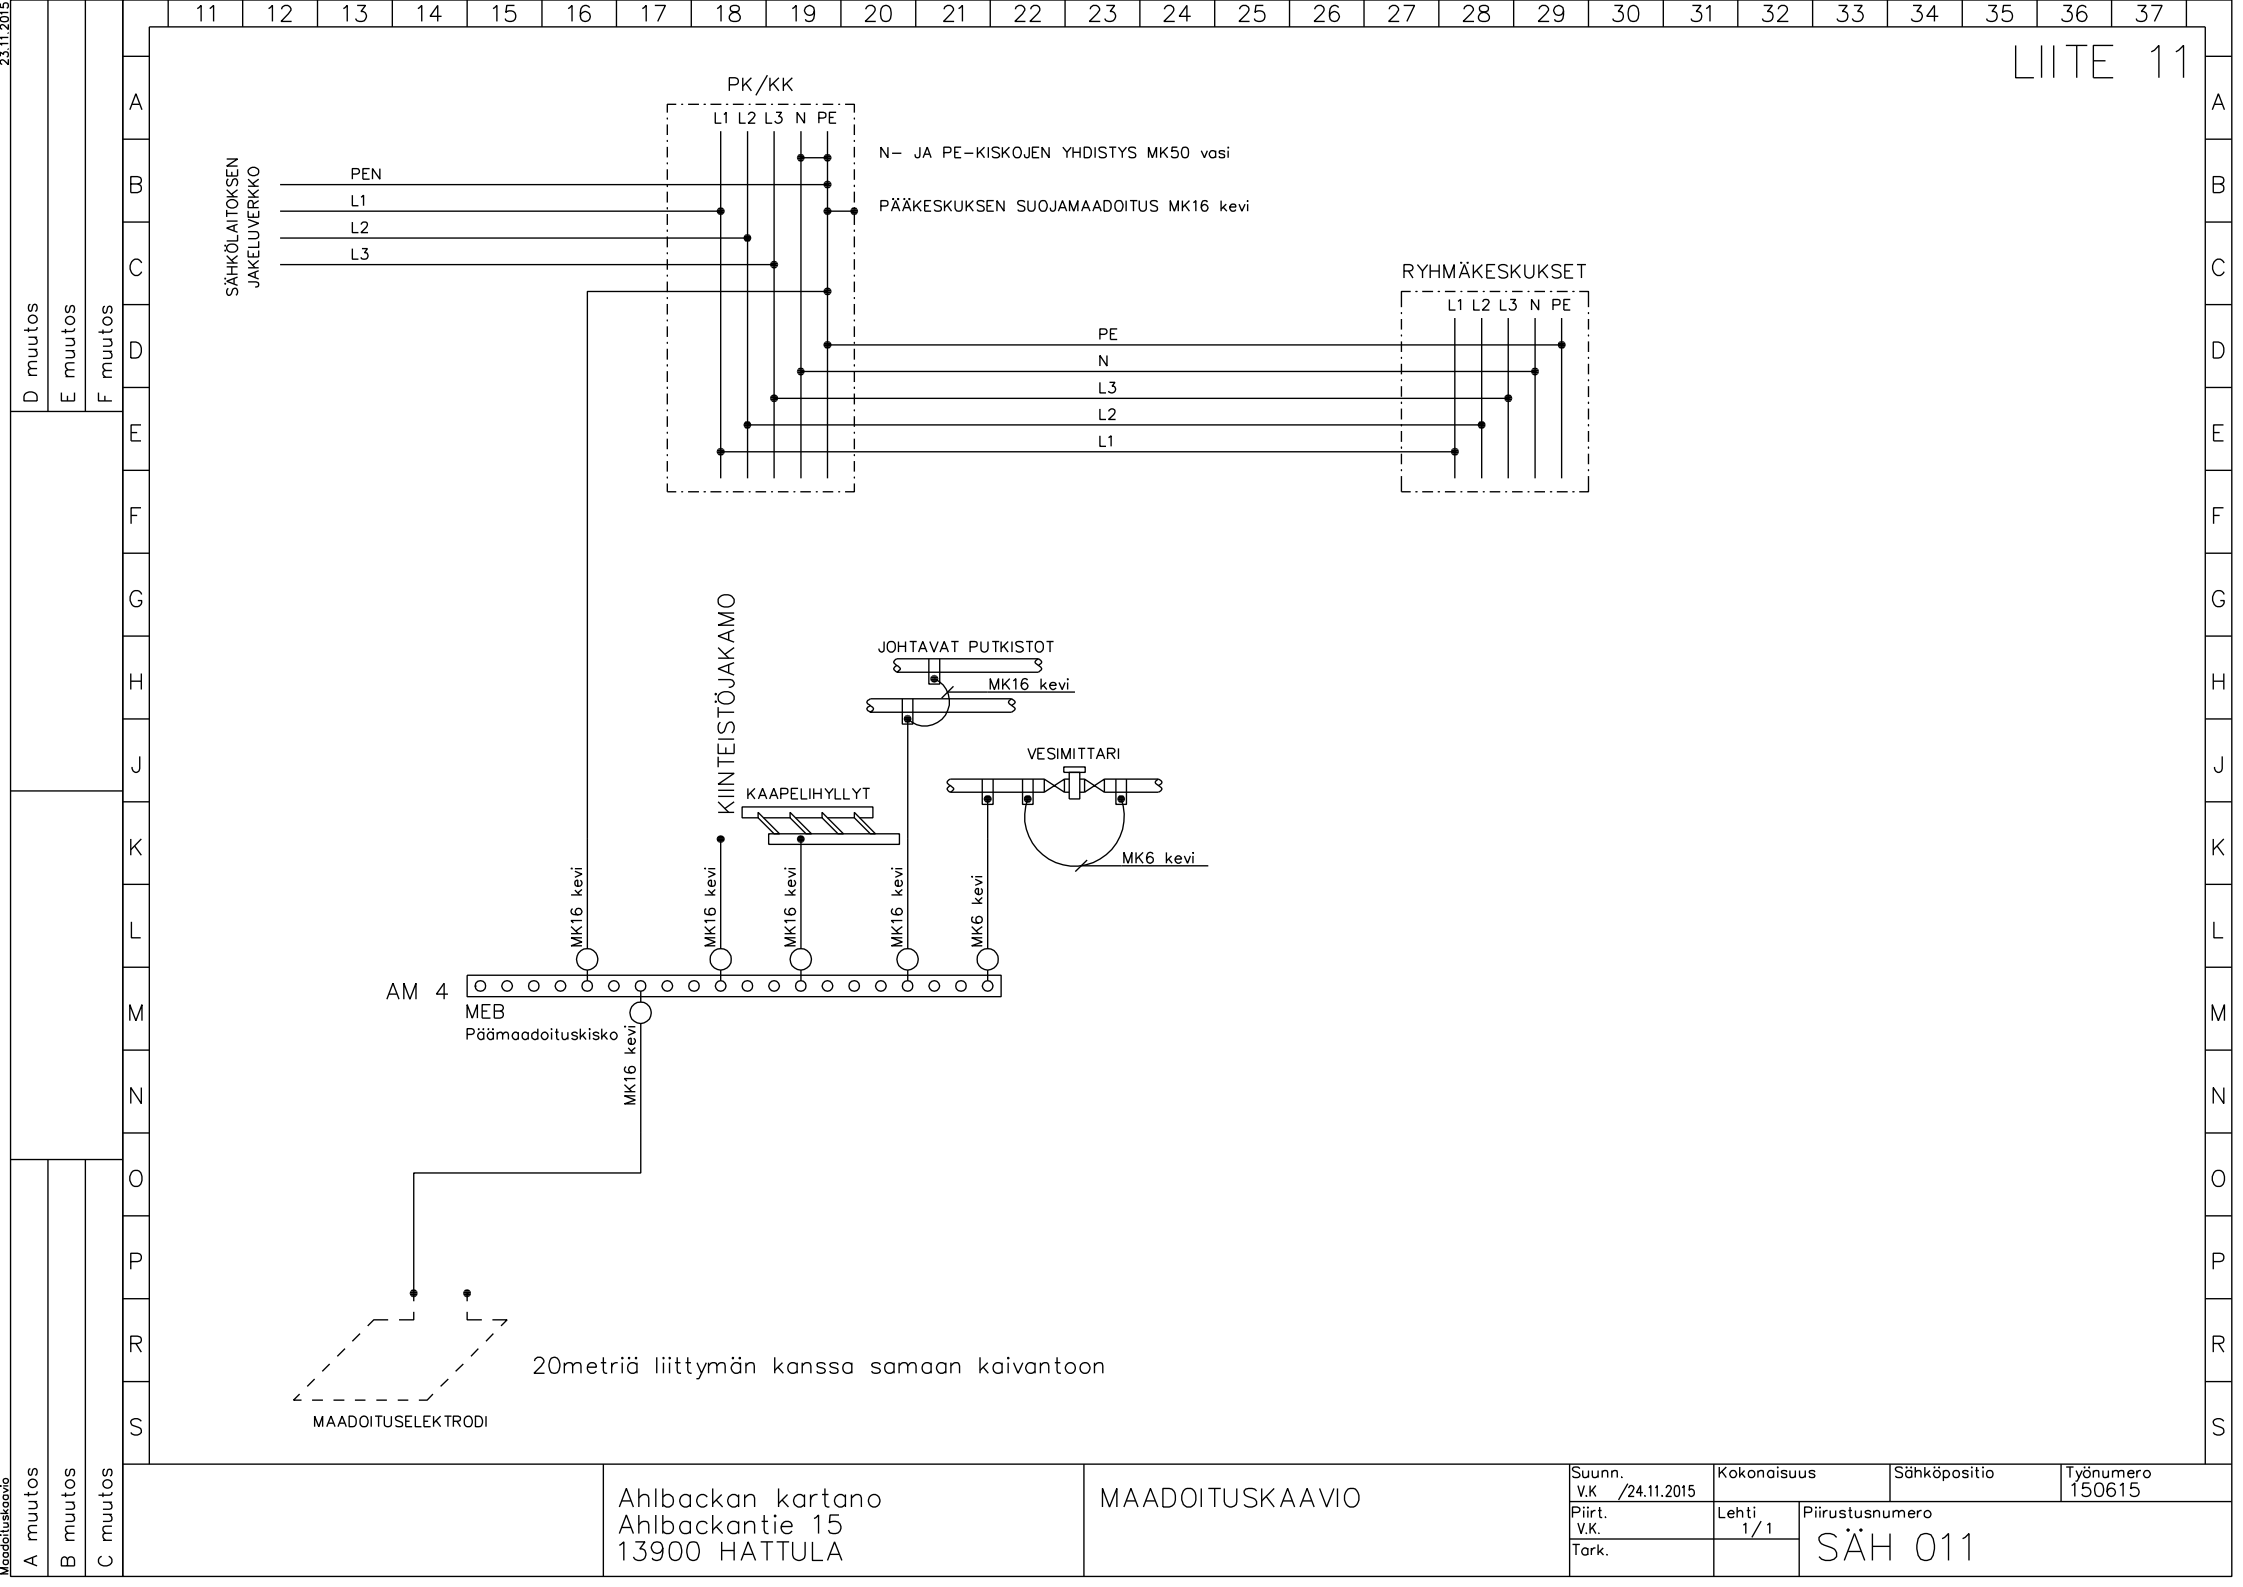 23.11.2015
11 12 13 14 15 16 17 18 19 20 21 22 23 24 25 26 27 28 29 30 31 32 33 34 35 36 37
LIITE 11
A
B
C
D
E
F
G
H
J
K
L
M
N
O
P
R
S
A
B
C
D
E
F
G
H
J
K
L
M
N
O
P
R
S
D muutos
E muutos
F muutos
PK/KK
L1 L2 L3 N PE
N- JA PE-KISKOJEN YHDISTYS MK50 vasi
SÄHKÖLAITOKSEN
JAKELUVERKKO
PEN
L1
L2
L3
PÄÄKESKUKSEN SUOJAMAADOITUS MK16 kevi
RYHMÄKESKUKSET
L1 L2 L3 N PE
PE
N
L3
L2
L1
KIINTEISTÖJAKAMO
JOHTAVAT PUTKISTOT
MK16 kevi
VESIMITTARI
KAAPELIHYLLYT
MK6 kevi
MK16 kevi
MK16 kevi
MK16 kevi
MK16 kevi
MK6 kevi
AM 4
MEB
Päämaadoituskisko
MK16 kevi
20metriä liittymän kanssa samaan kaivantoon
MAADOITUSELEKTRODI
Maadoituskaavio
A muutos
B muutos
C muutos
Ahlbackan kartano
Ahlbackantie 15
13900 HATTULA
MAADOITUSKAAVIO
Suunn.
V.K /24.11.2015
Kokonaisuus
Sähköpositio
Työnumero
150615
Piirt.
V.K.
Lehti
1/1
Piirustusnumero
SÄH 011
Tark.